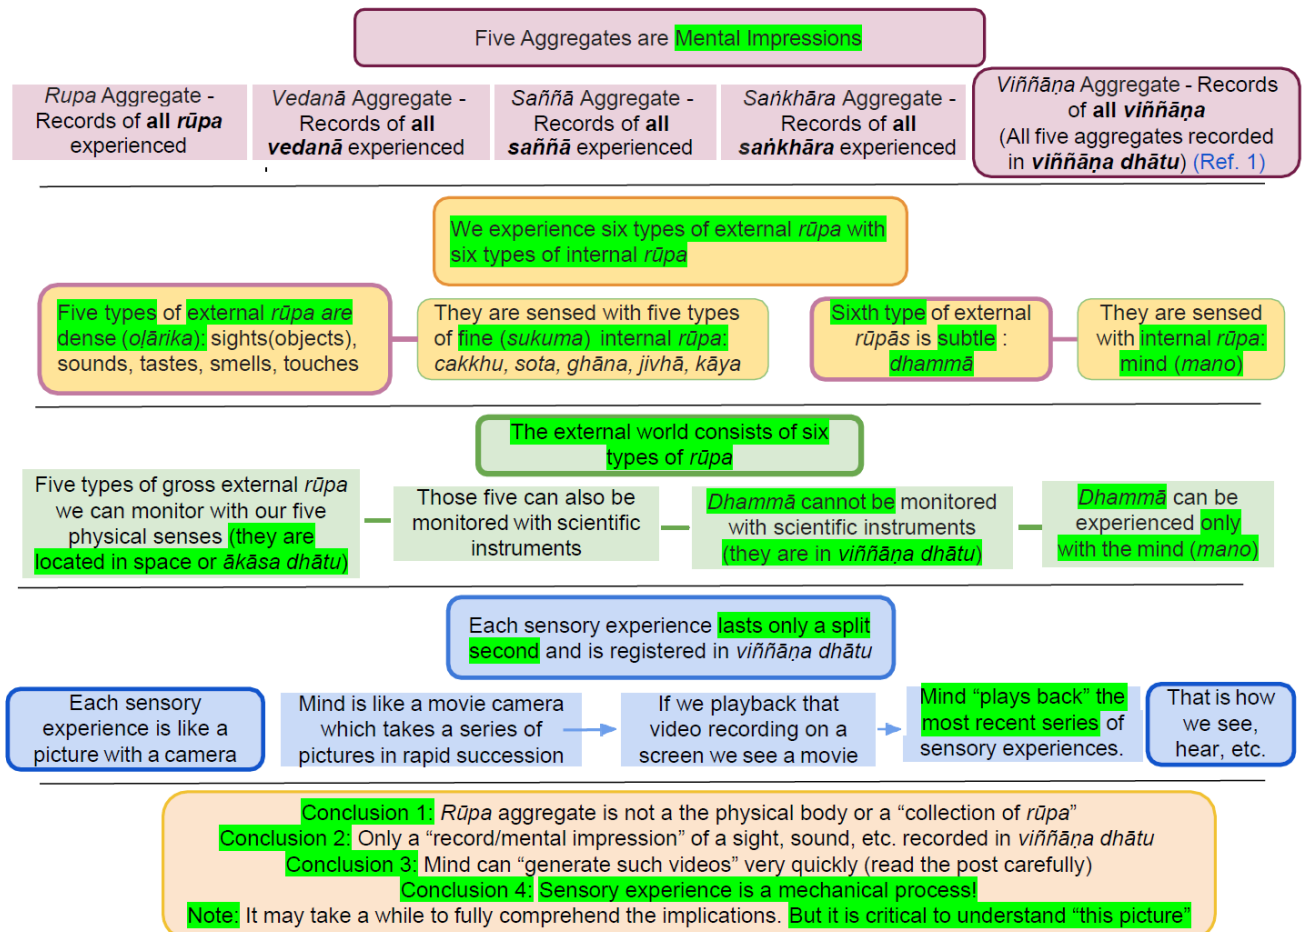 Five Aggregates are Mental Impressions
Rupa Aggregate -
Records of all rūpa
experienced
Vedanā Aggregate -
Records of all
vedanā experienced
Saññā Aggregate -
Records of all
saññā experienced
Saṅkhāra Aggregate -
Records of all
saṅkhāra experienced
Viññāṇa Aggregate - Records
of all viññāṇa
(All five aggregates recorded
in viññāṇa dhātu) (Ref. 1)
We experience six types of external rūpa with
six types of internal rūpa
Five types of external rūpa are
dense (oḷārika): sights(objects),
sounds, tastes, smells, touches
They are sensed with five types
of fine (sukuma) internal rūpa:
cakkhu, sota, ghāna, jivhā, kāya
Sixth type of external
rūpās is subtle :
dhammā
They are sensed
with internal rūpa:
mind (mano)
The external world consists of six
types of rūpa
Five types of gross external rūpa
we can monitor with our five
physical senses (they are
located in space or ākāsa dhātu)
Those five can also be
monitored with scientific
instruments
Dhammā cannot be monitored
with scientific instruments
(they are in viññāṇa dhātu)
Dhammā can be
experienced only
with the mind (mano)
Each sensory experience lasts only a split
second and is registered in viññāṇa dhātu
Each sensory
experience is like a
picture with a camera
Mind is like a movie camera
which takes a series of
pictures in rapid succession
If we playback that
video recording on a
screen we see a movie
Mind “plays back” the
most recent series of
sensory experiences.
That is how
we see,
hear, etc.
Conclusion 1: Rūpa aggregate is not a the physical body or a “collection of rūpa”
Conclusion 2: Only a “record/mental impression” of a sight, sound, etc. recorded in viññāṇa dhātu
Conclusion 3: Mind can “generate such videos” very quickly (read the post carefully)
Conclusion 4: Sensory experience is a mechanical process!
Note: It may take a while to fully comprehend the implications. But it is critical to understand “this picture”